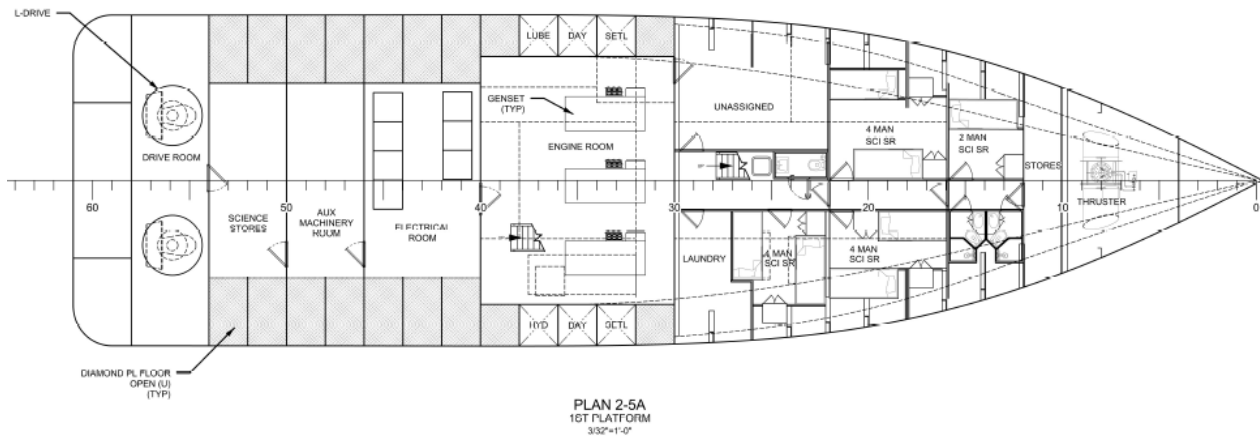 L-DRIVE
LUBE
DAY
SETL
GENSET
(TYP)
UNASSIGNED
4 MAN
SCI SR
2 MAN
SCI SR
DRIVE ROOM
ENGINE ROOM
STORES
UP
60
50
40
30
20
10
0
THRUSTER
SCIENCE
STORES
AUX
MACHINERY
ROOM
ELECTRICAL
ROOM
LAUNDRY
4 MAN
SCI SR
4 MAN
SCI SR
HYD
DAY
SETL
DIAMOND PL FLOOR
OPEN (U)
(TYP)
PLAN 2-5A
1ST PLATFORM
3/32"=1'-0"